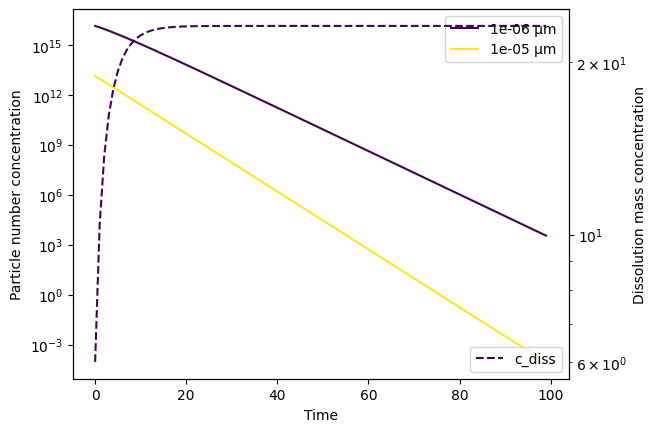 1e-06 μm
1e-05 μm
c_diss
Particle number concentration
10^15
10^12
10^9
10^6
10^3
10^0
10^−3
0
20
40
60
80
100
Time
2 × 10^1
10^1
6 × 10^0
Dissolution mass concentration